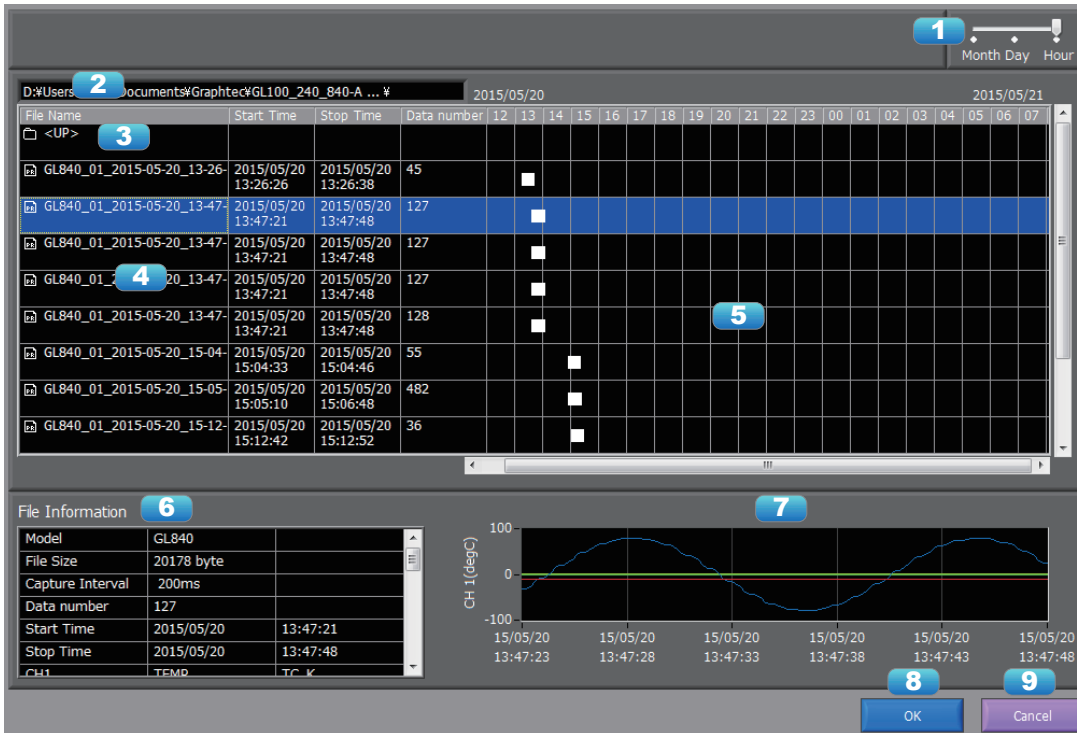 1
Month Day Hour
2
D:¥Users ocuments¥Graphtec¥GL100_240_840-A ... ¥
2015/05/20 2015/05/21
File Name Start Time Stop Time Data number 12 13 14 15 16 17 18 19 20 21 22 23 00 01 02 03 04 05 06 07
<UP>
3
GL840_01_2015-05-20_13-26- 2015/05/20 13:26:26 2015/05/20 13:26:38 45
GL840_01_2015-05-20_13-47- 2015/05/20 13:47:21 2015/05/20 13:47:48 127
GL840_01_2015-05-20_13-47- 2015/05/20 13:47:21 2015/05/20 13:47:48 127
GL840_01_2 20_13-47- 2015/05/20 13:47:21 2015/05/20 13:47:48 127
4
GL840_01_2015-05-20_13-47- 2015/05/20 13:47:21 2015/05/20 13:47:48 128
5
GL840_01_2015-05-20_15-04- 2015/05/20 15:04:33 2015/05/20 15:04:46 55
GL840_01_2015-05-20_15-05- 2015/05/20 15:05:10 2015/05/20 15:06:48 482
GL840_01_2015-05-20_15-12- 2015/05/20 15:12:42 2015/05/20 15:12:52 36
File Information
6
Model GL840
File Size 20178 byte
Capture Interval 200ms
Data number 127
Start Time 2015/05/20 13:47:21
Stop Time 2015/05/20 13:47:48
CH1 TEMP TC_K
7
CH 1(degC)
100
0
-100
15/05/20 15/05/20 15/05/20 15/05/20 15/05/20 15/05/20
13:47:23 13:47:28 13:47:33 13:47:38 13:47:43 13:47:48
8
9
OK
Cancel